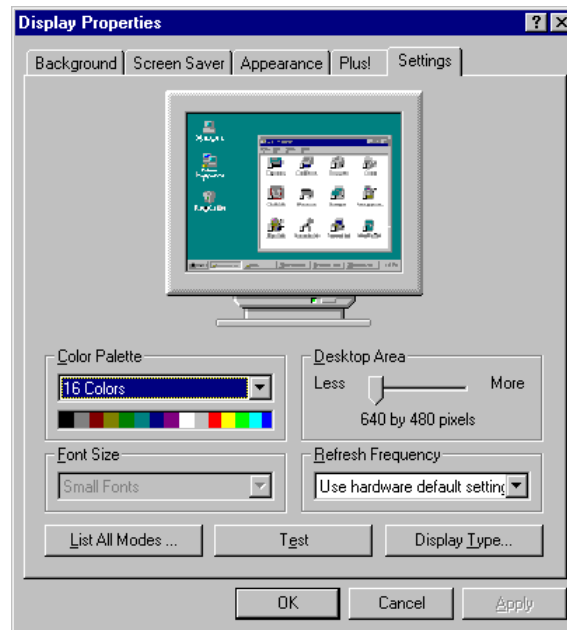 Display Properties
Background Screen Saver Appearance Plus! Settings
Color Palette
16 Colors
Desktop Area
Less More
640 by 480 pixels
Font Size
Small Fonts
Refresh Frequency
Use hardware default setting
List All Modes ... Test Display Type...
OK Cancel Apply